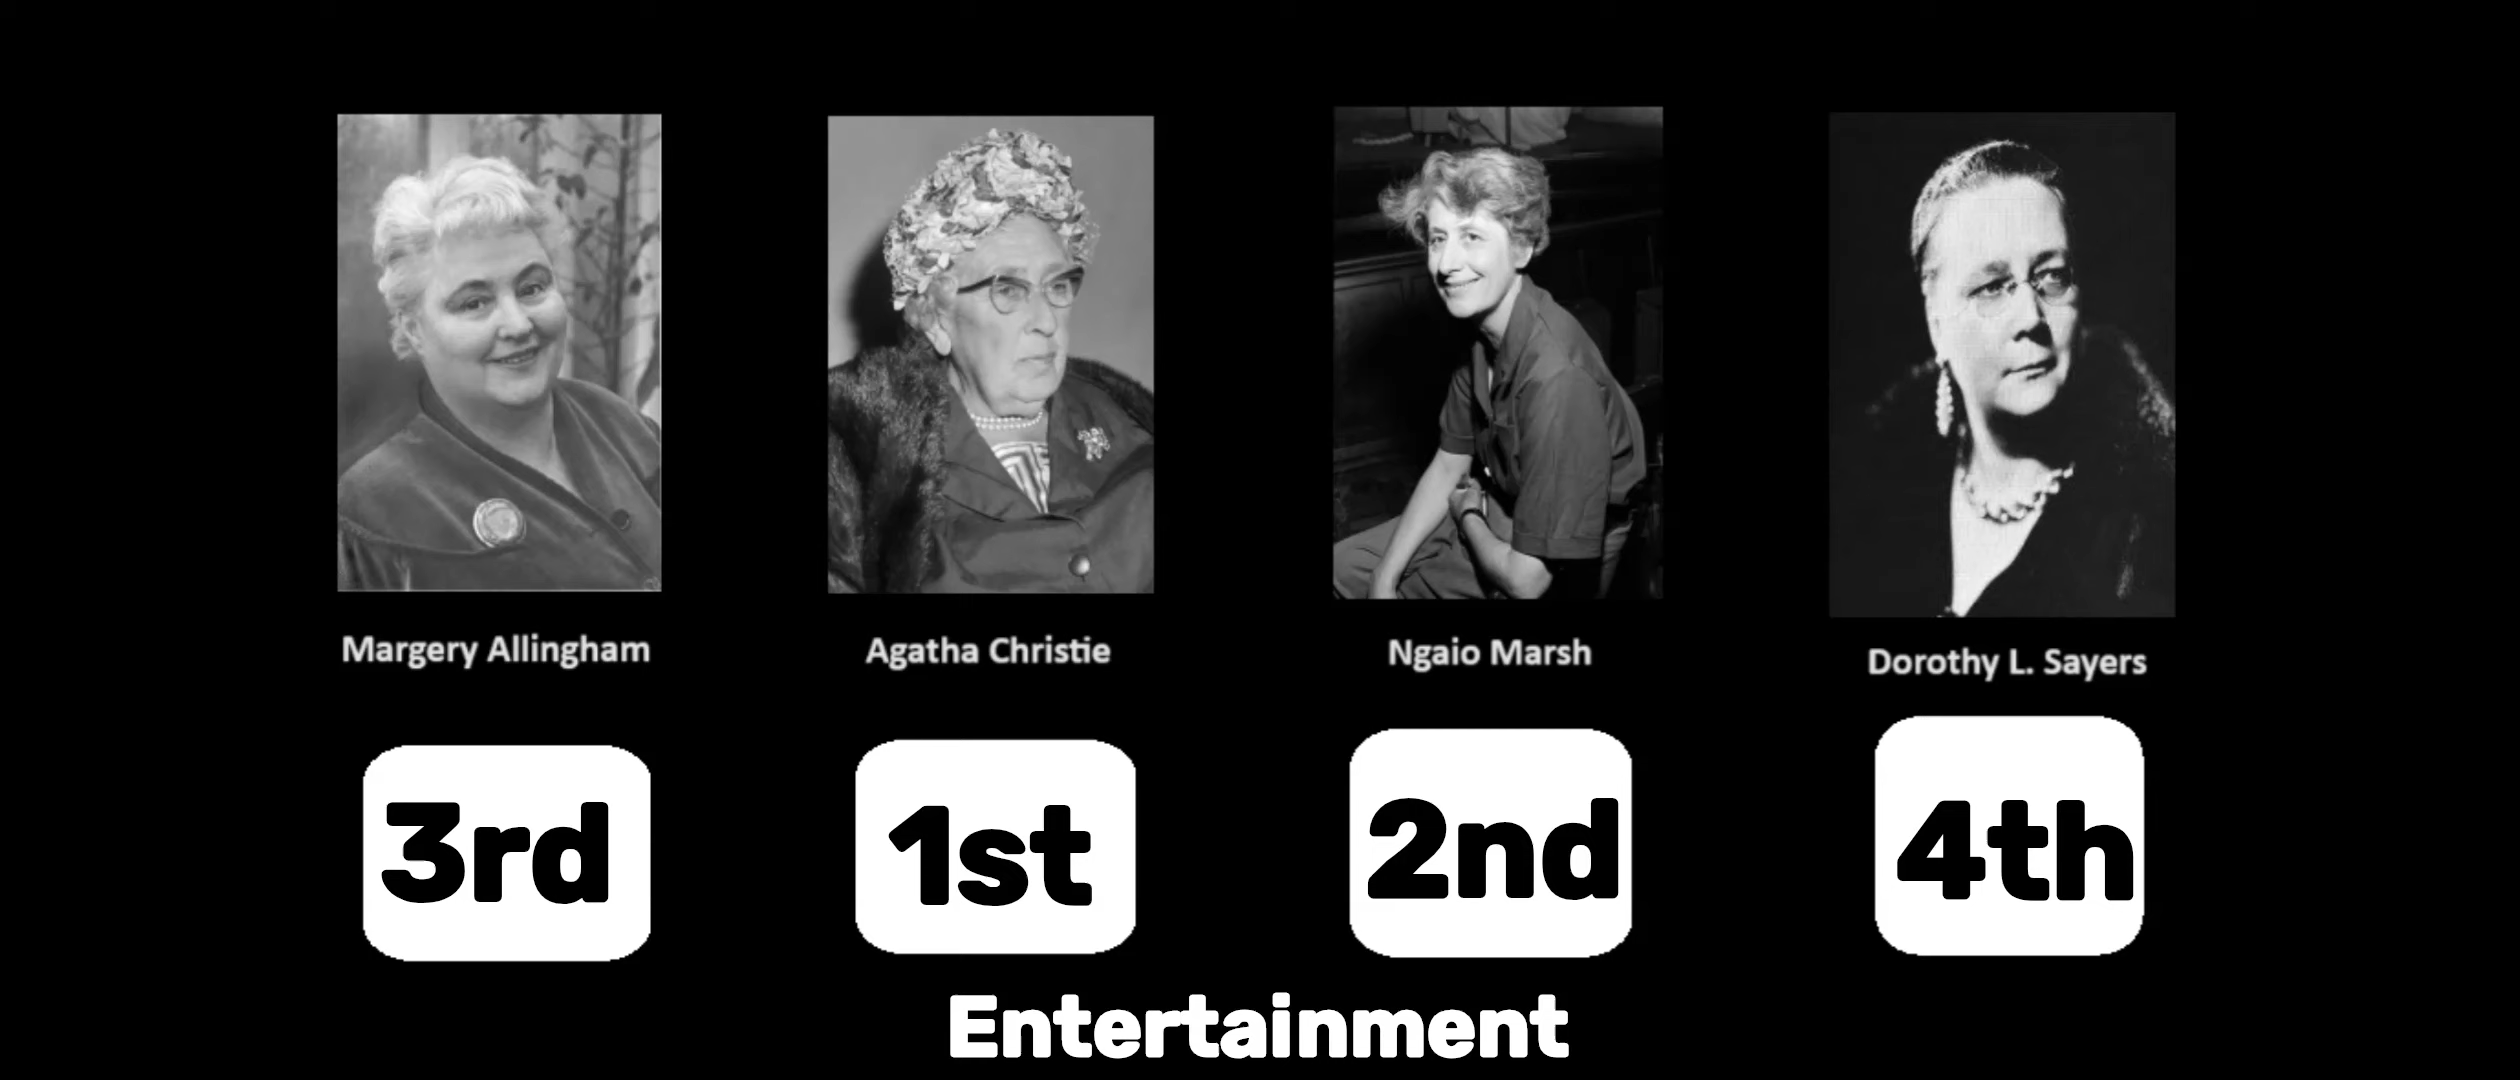 Margery Allingham
Agatha Christie
Ngaio Marsh
Dorothy L. Sayers
3rd
1st
2nd
4th
Entertainment